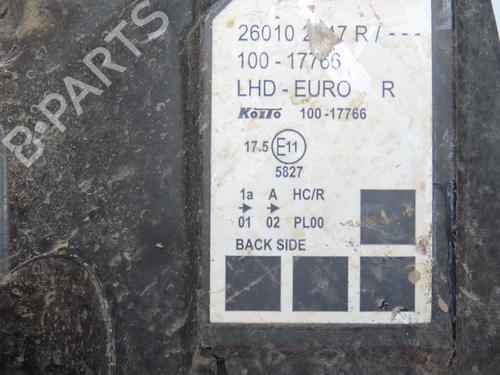 R / ---
100 - 17766
LHD - EURO R
KOITO 100-17766
17.5 E11
5827
1a A HC/R
01 02 PL00
BACK SIDE
B-PARTS